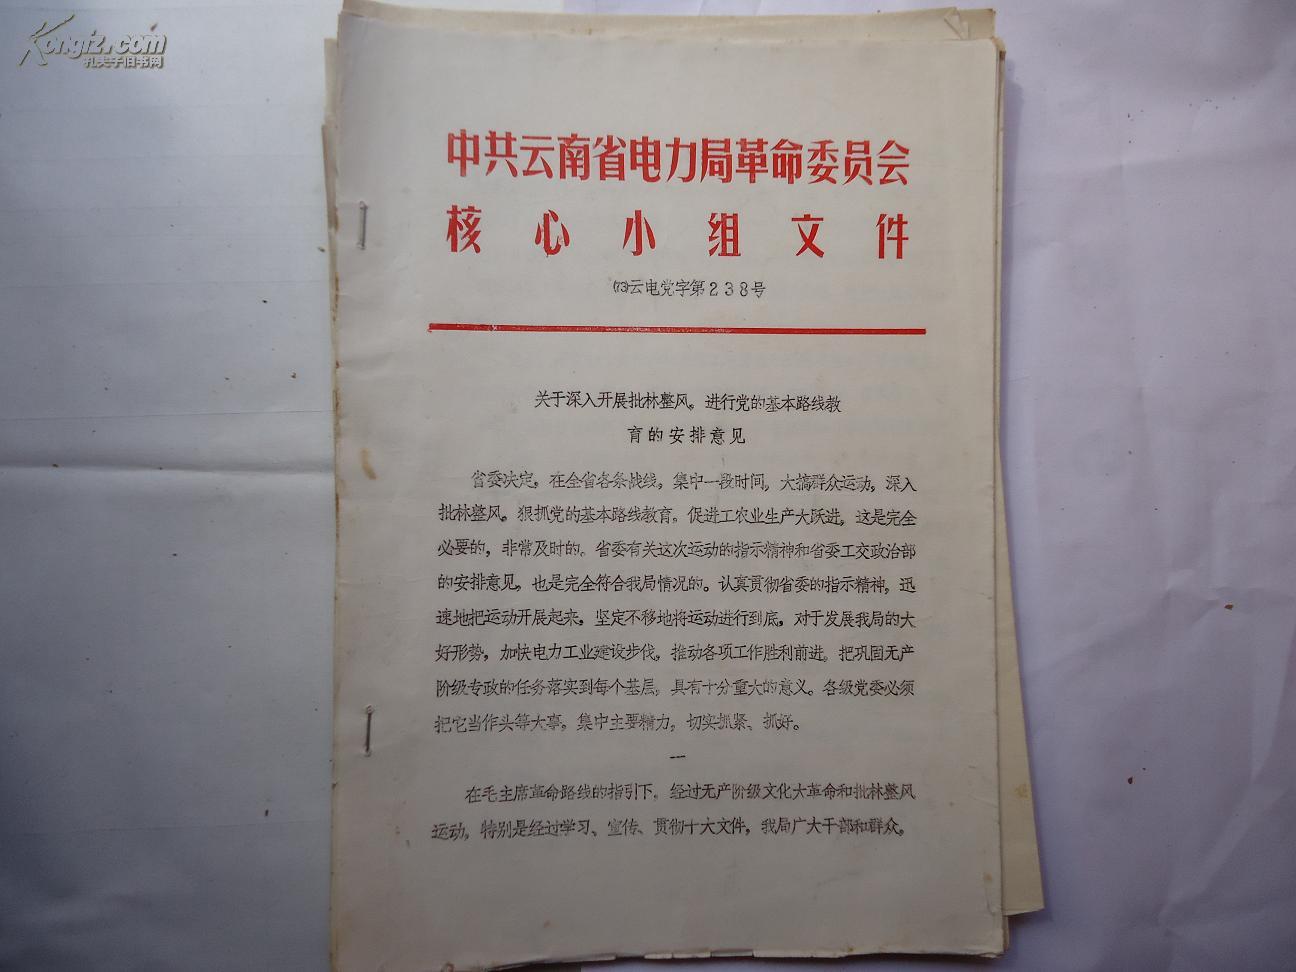 Kongfz.com
孔夫子旧书网
中共云南省电力局革命委员会
核心小组文件
(73)云电党字第238号
关于深入开展批林整风,进行党的基本路线教
育的安排意见
省委决定,在全省各条战线,集中一段时间,大搞群众运动,深入
批林整风,狠抓党的基本路线教育,促进工农业生产大跃进,这是完全
必要的,非常及时的。省委有关这次运动的指示精神和省委工交政治部
的安排意见,也是完全符合我局情况的。认真贯彻省委的指示精神,迅
速地把运动开展起来,坚定不移地将运动进行到底,对于发展我局的大
好形势,加快电力工业建设步伐,推动各项工作胜利前进,把巩固无产
阶级专政的任务落实到每个基层,具有十分重大的意义。各级党委必须
把它当作头等大事,集中主要精力,切实抓紧、抓好。
一
在毛主席革命路线的指引下,经过无产阶级文化大革命和批林整风
运动,特别是经过学习、宣传、贯彻十大文件,我局广大干部和群众,